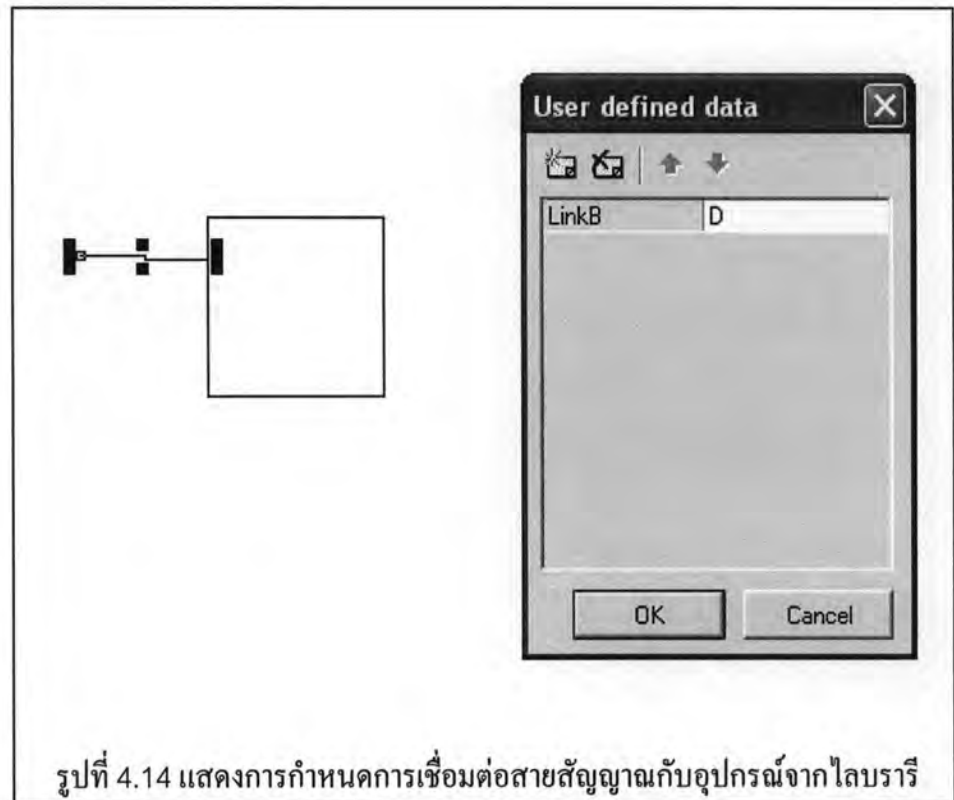 User defined data
LinkB D
OK Cancel
รูปที่ 4.14 แสดงการกำหนดการเชื่อมต่อสายสัญญาณกับอุปกรณ์จากไลบรารี